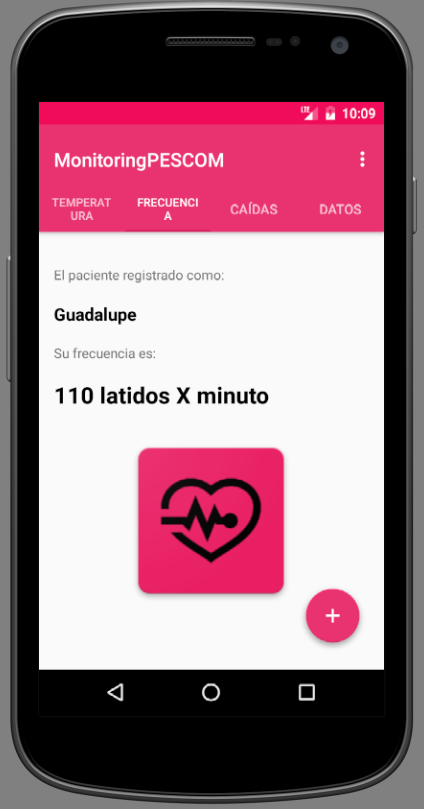 LTE 10:09
MonitoringPESCOM
TEMPERAT
URA
FRECUENCI
A
CAÍDAS
DATOS
El paciente registrado como:
Guadalupe
Su frecuencia es:
110 latidos X minuto
+